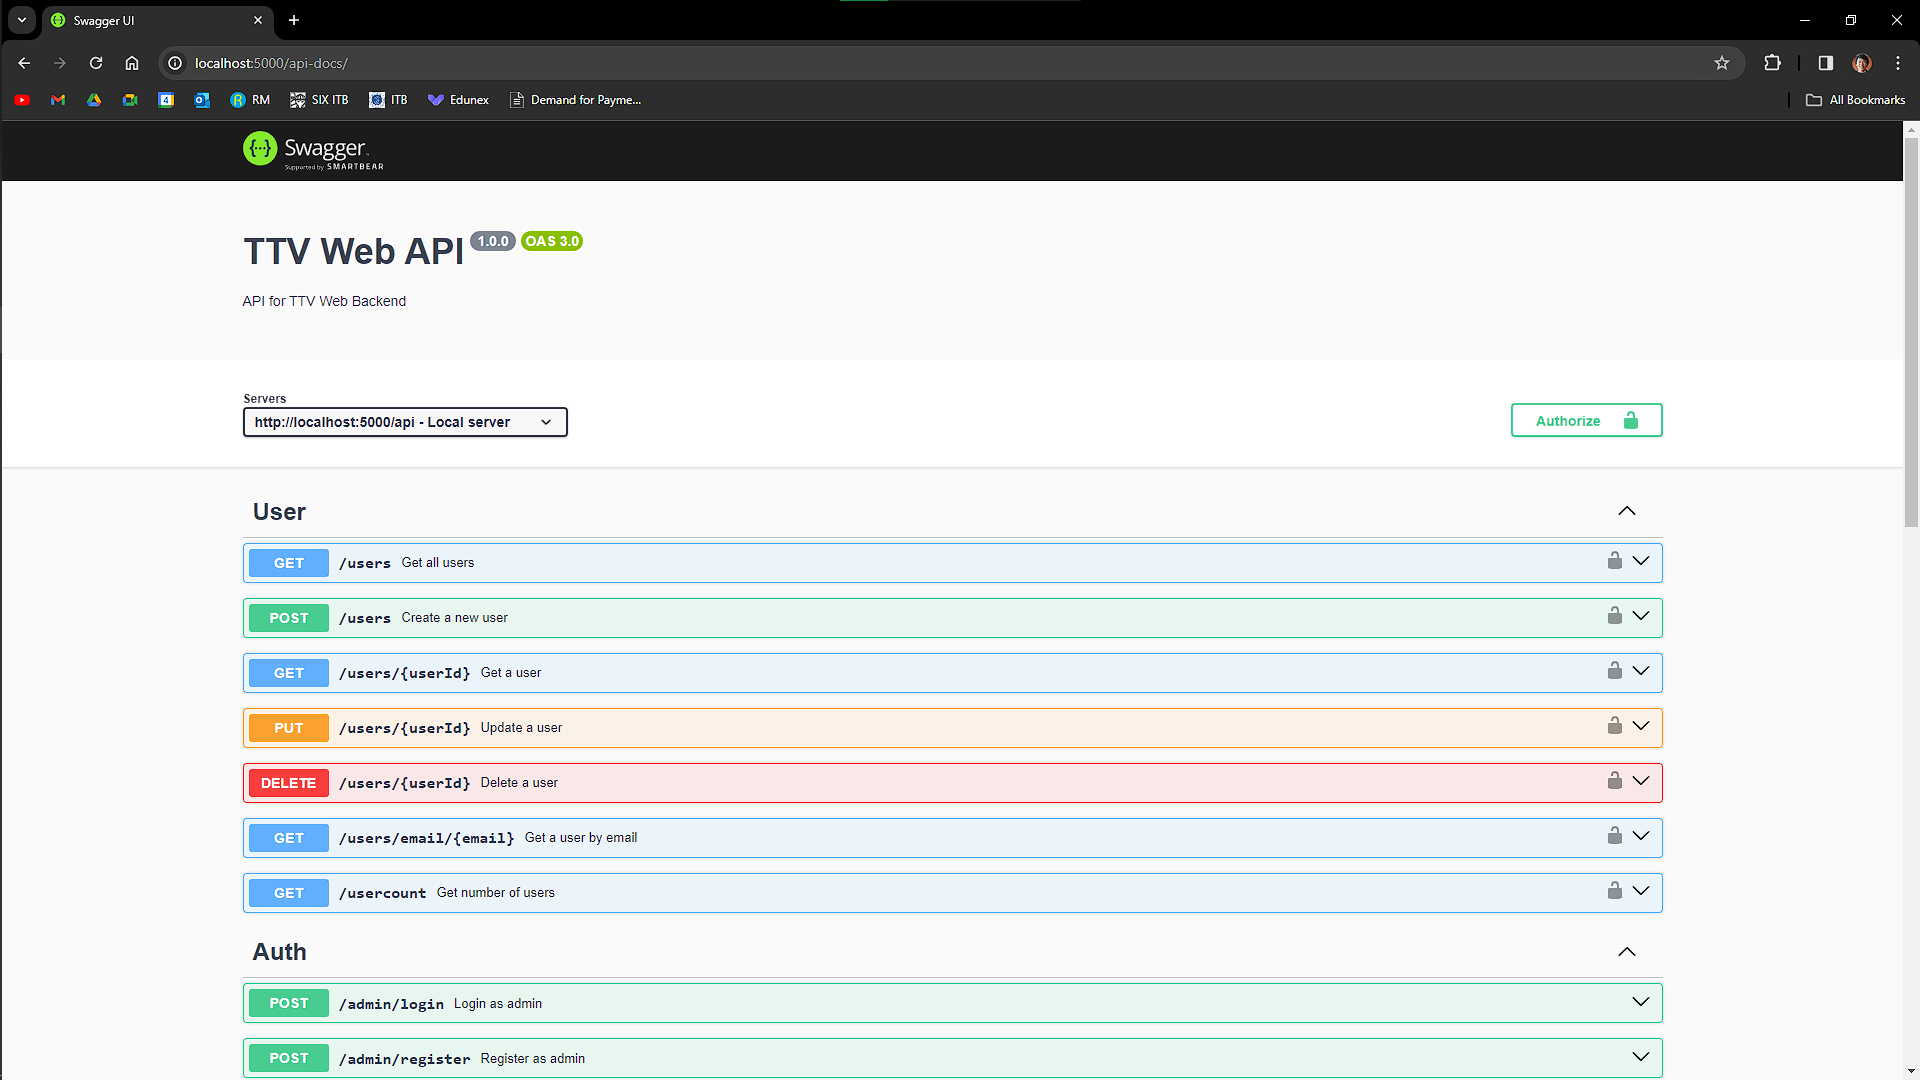 Swagger UI
localhost:5000/api-docs/
4
RM
SIX ITB
ITB
Edunex
Demand for Payme...
All Bookmarks
{···} Swagger
Supported by SMARTBEAR
TTV Web API 1.0.0 OAS 3.0
API for TTV Web Backend
Servers
http://localhost:5000/api - Local server
Authorize
User
GET /users Get all users
POST /users Create a new user
GET /users/{userId} Get a user
PUT /users/{userId} Update a user
DELETE /users/{userId} Delete a user
GET /users/email/{email} Get a user by email
GET /usercount Get number of users
Auth
POST /admin/login Login as admin
POST /admin/register Register as admin